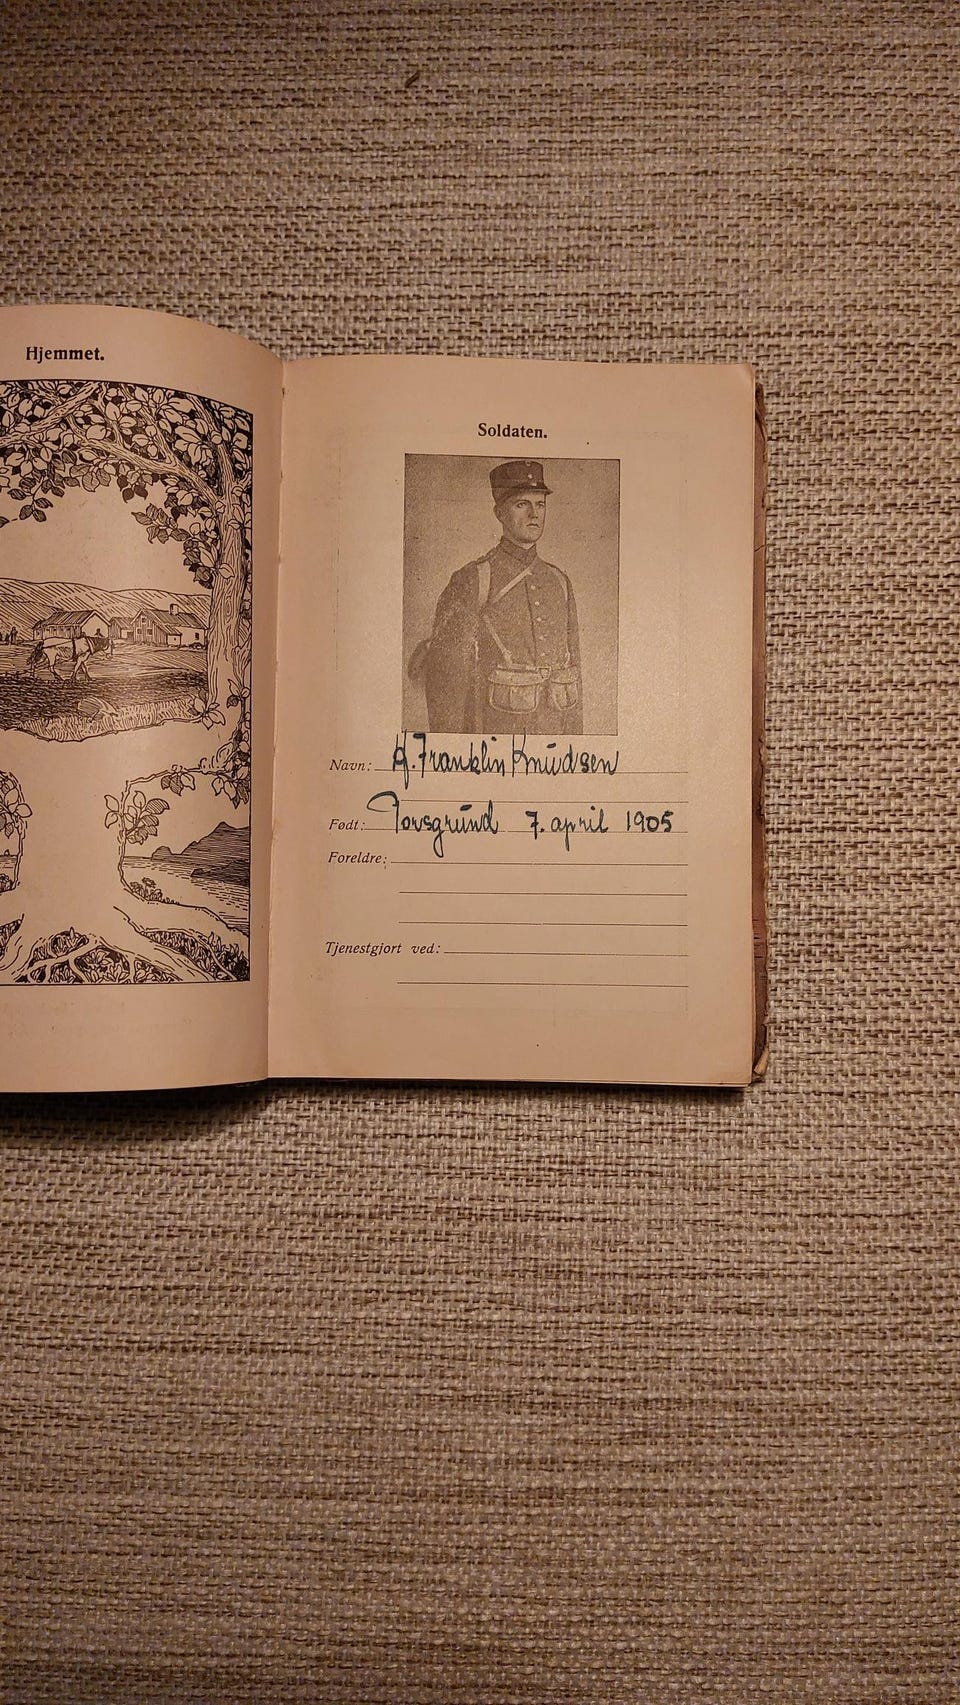 Hjemmet.
Soldaten.
Navn: H. Franklin Knudsen
Født: Porsgrund 7. april 1905
Foreldre:
Tjenestgjort ved: